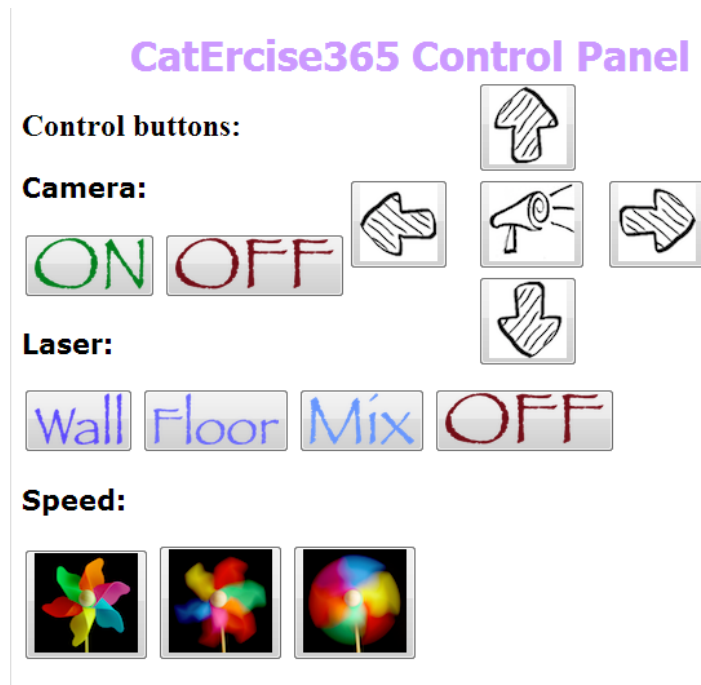 CatErcise365 Control Panel
Control buttons:
Camera:
ON OFF
Laser:
Wall Floor Mix OFF
Speed: